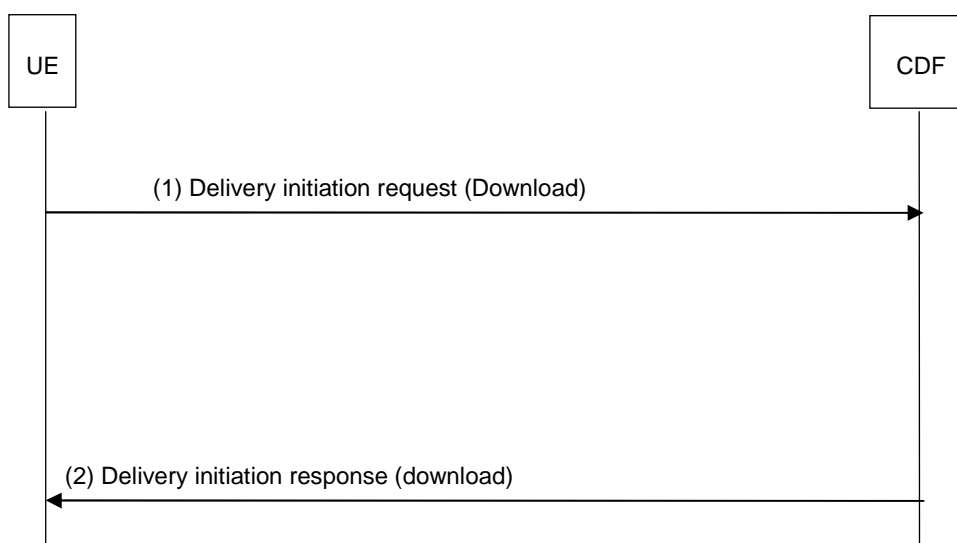 UE
CDF
(1) Delivery initiation request (Download)
(2) Delivery initiation response (download)